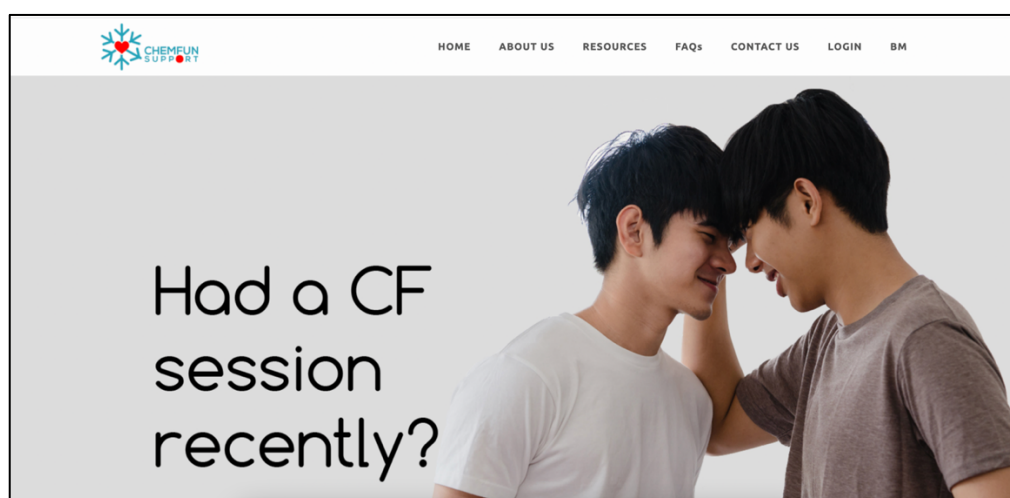 CHEMFUN
SUPPORT
HOME ABOUT US RESOURCES FAQs CONTACT US LOGIN BM
Had a CF
session
recently?